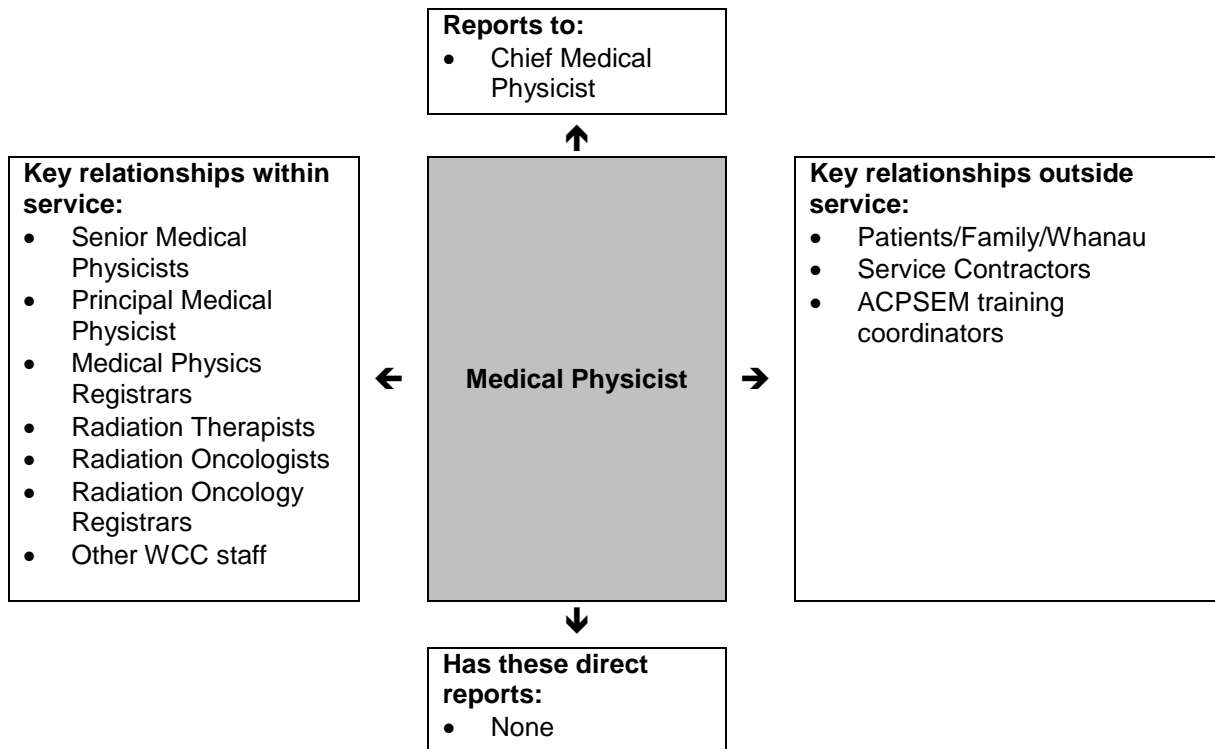 Reports to:
• Chief Medical
Physicist
Key relationships within
service:
• Senior Medical
Physicists
• Principal Medical
Physicist
• Medical Physics
Registrars
• Radiation Therapists
• Radiation Oncologists
• Radiation Oncology
Registrars
• Other WCC staff
Medical Physicist
Key relationships outside
service:
• Patients/Family/Whanau
• Service Contractors
• ACPSEM training
coordinators
Has these direct
reports:
• None